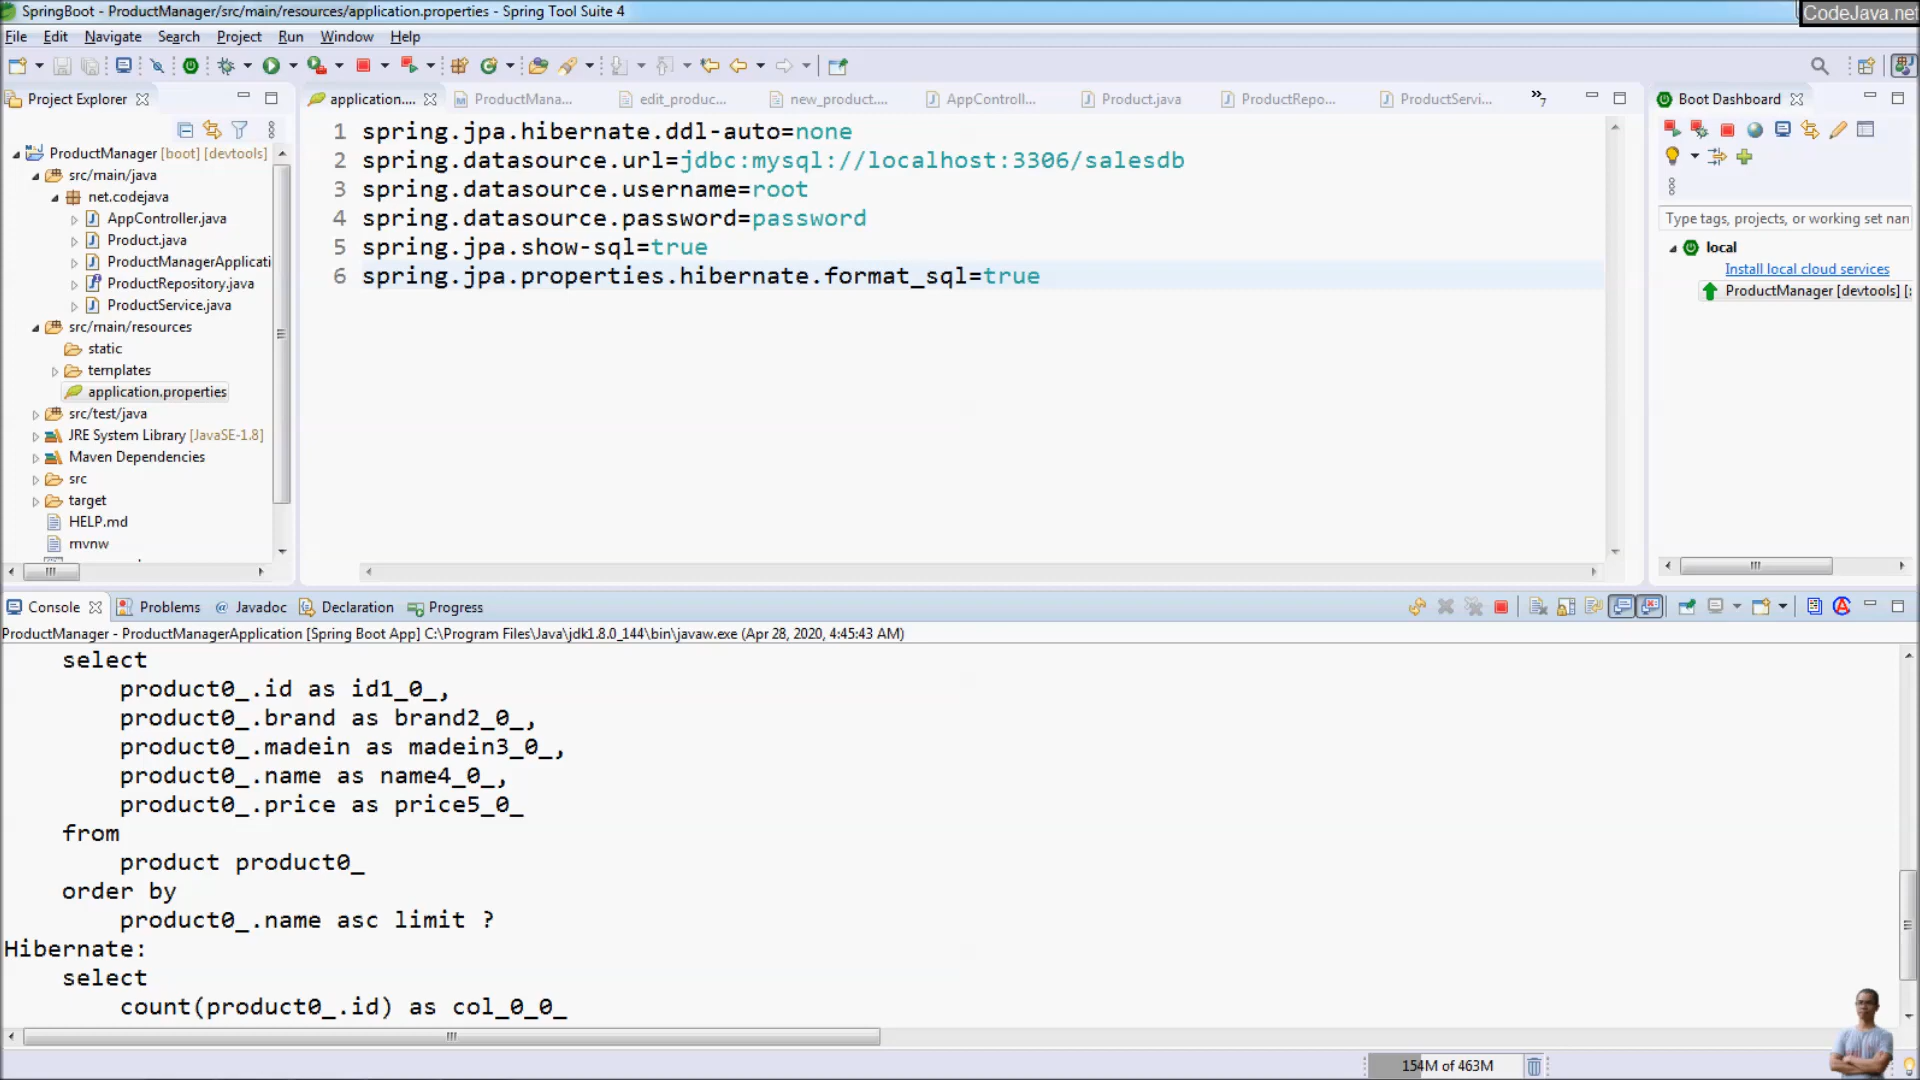 SpringBoot - ProductManager/src/main/resources/application.properties - Spring Tool Suite 4
CodeJava.net
File Edit Navigate Search Project Run Window Help
Project Explorer
application....
ProductMana...
edit_produc...
new_product....
AppControll...
Product.java
ProductRepo...
ProductServi...
»7
Boot Dashboard
ProductManager [boot] [devtools]
src/main/java
net.codejava
AppController.java
Product.java
ProductManagerApplicati
ProductRepository.java
ProductService.java
src/main/resources
static
templates
application.properties
src/test/java
JRE System Library [JavaSE-1.8]
Maven Dependencies
src
target
HELP.md
mvnw
1 spring.jpa.hibernate.ddl-auto=none
2 spring.datasource.url=jdbc:mysql://localhost:3306/salesdb
3 spring.datasource.username=root
4 spring.datasource.password=password
5 spring.jpa.show-sql=true
6 spring.jpa.properties.hibernate.format_sql=true
Type tags, projects, or working set nan
local
Install local cloud services
ProductManager [devtools] [:
Console
Problems
@ Javadoc
Declaration
Progress
ProductManager - ProductManagerApplication [Spring Boot App] C:\Program Files\Java\jdk1.8.0_144\bin\javaw.exe (Apr 28, 2020, 4:45:43 AM)
select
product0_.id as id1_0_,
product0_.brand as brand2_0_,
product0_.madein as madein3_0_,
product0_.name as name4_0_,
product0_.price as price5_0_
from
product product0_
order by
product0_.name asc limit ?
Hibernate:
select
count(product0_.id) as col_0_0_
154M of 463M